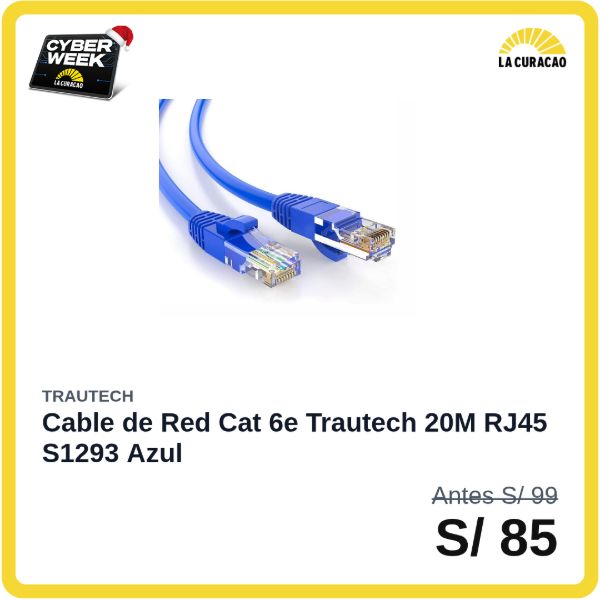 CYBER
WEEK
LA CURACAO
LA CURACAO
TRAUTECH
Cable de Red Cat 6e Trautech 20M RJ45
S1293 Azul
Antes S/ 99
S/ 85